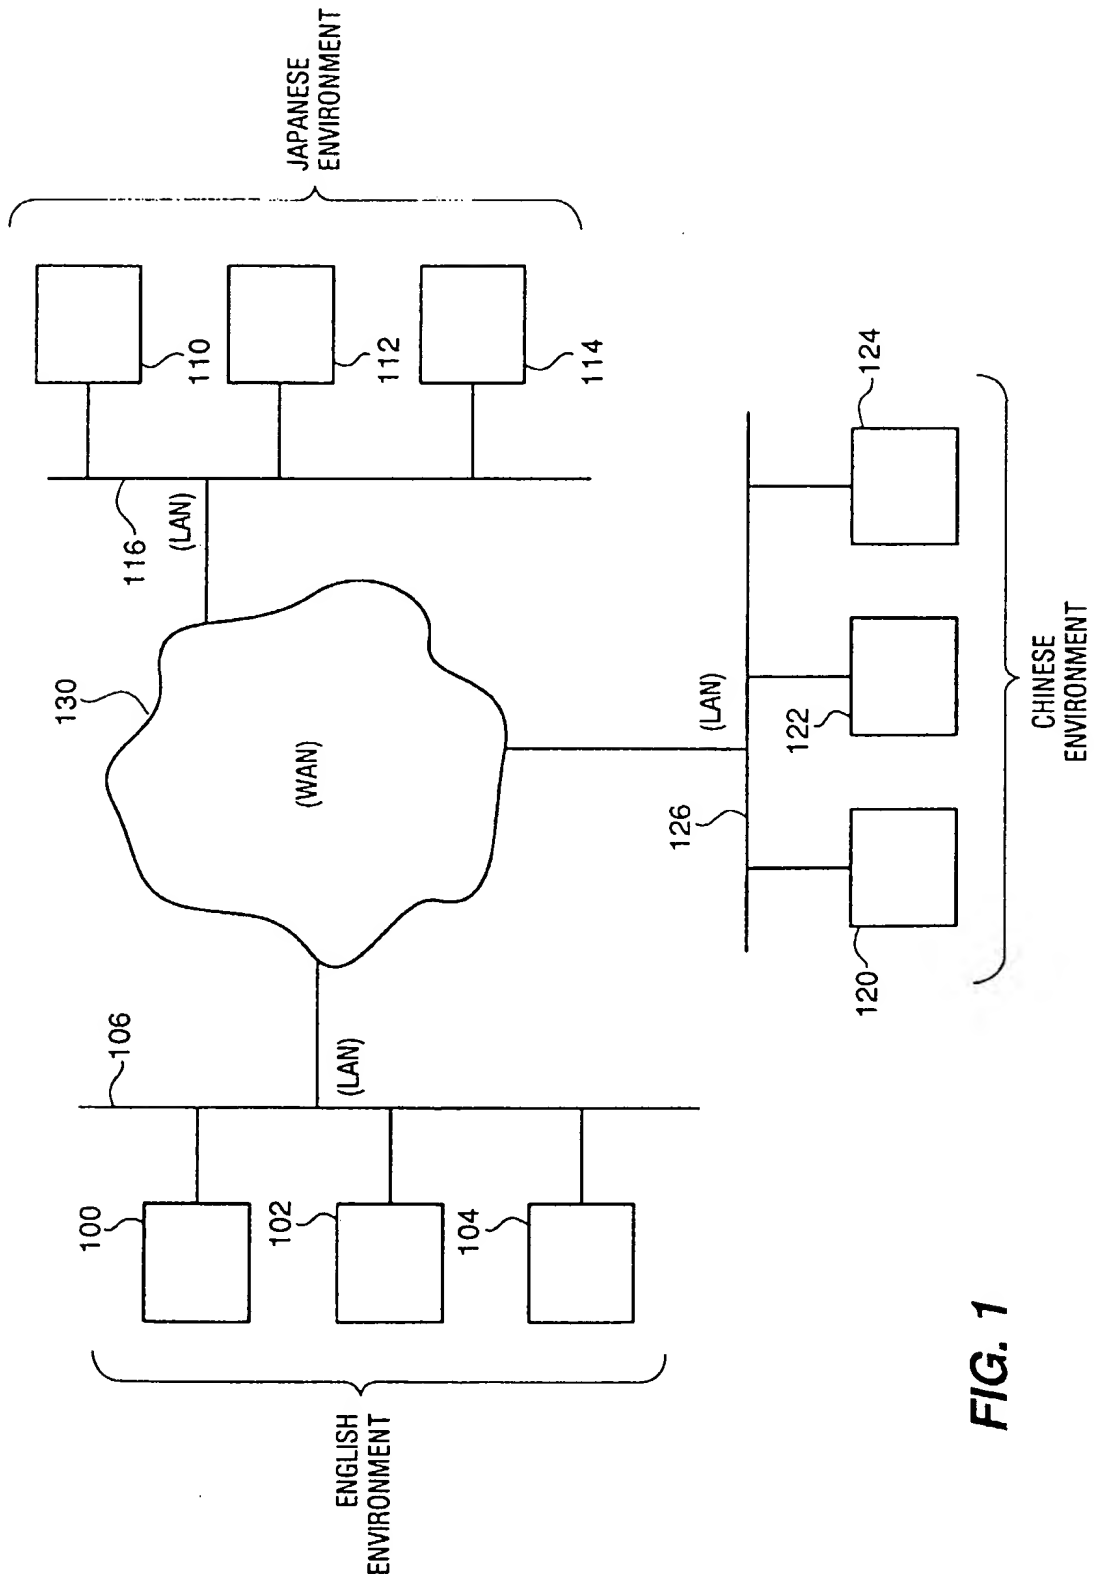 ENGLISH
ENVIRONMENT
100
102
104
106
(LAN)
130
(WAN)
116
(LAN)
110
112
114
JAPANESE
ENVIRONMENT
126
(LAN)
120
122
124
CHINESE
ENVIRONMENT
FIG. 1